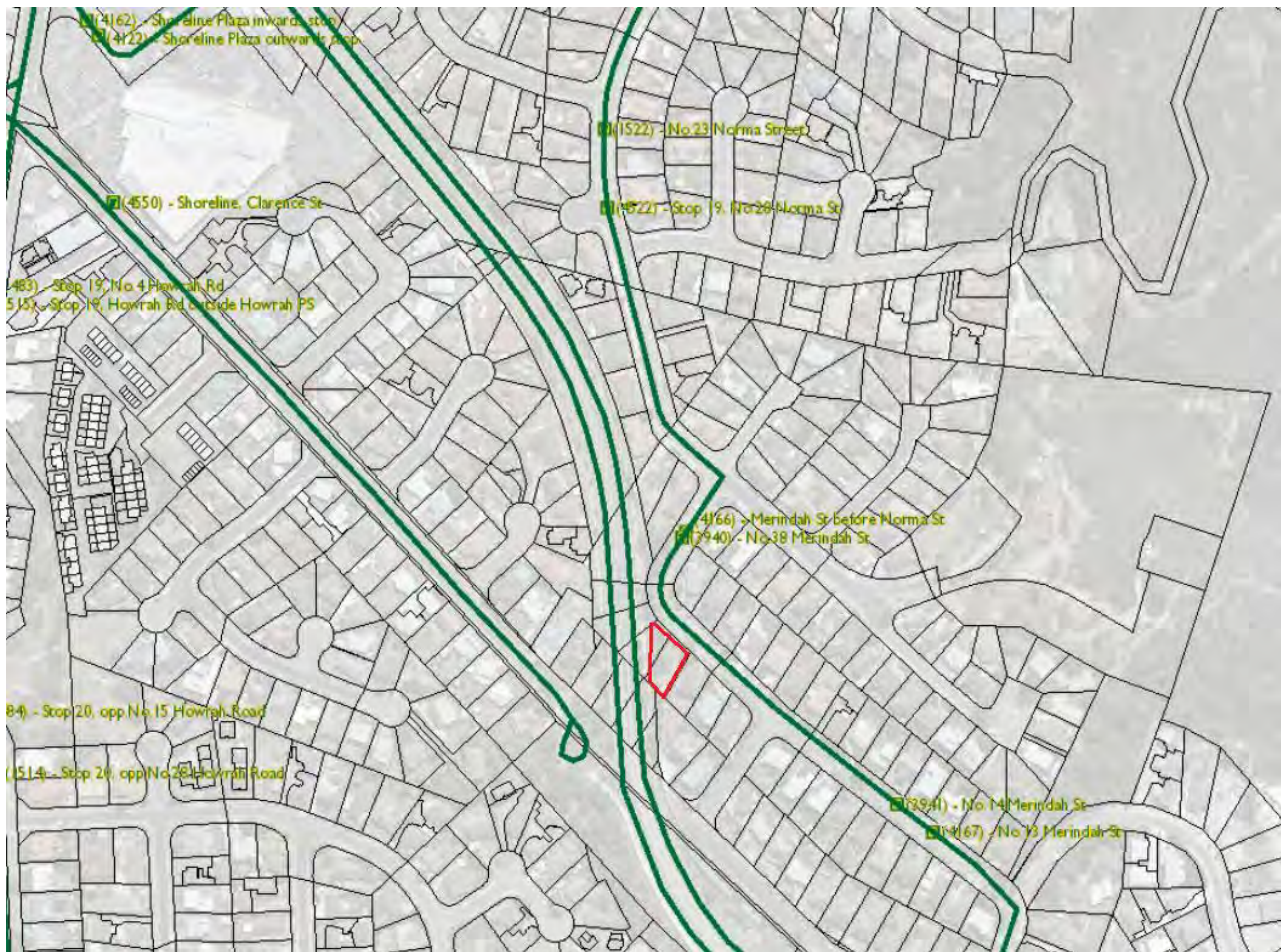 (4162) - Shoreline Plaza inwards stop
(4122) - Shoreline Plaza outwards stop
(1522) - No.23 Norma Street
(4550) - Shoreline, Clarence St
(4522) - Stop 19, No.28 Norma St
483) - Stop 19, No.4 Howrah Rd
515) - Stop 19, Howrah Rd outside Howrah PS
(4166) - Merindah St before Norma St
(3940) - No.38 Merindah St
84) - Stop 20, opp No.15 Howrah Road
(1514) - Stop 20, opp No.28 Howrah Road
(3941) - No.14 Merindah St
(4167) - No.13 Merindah St